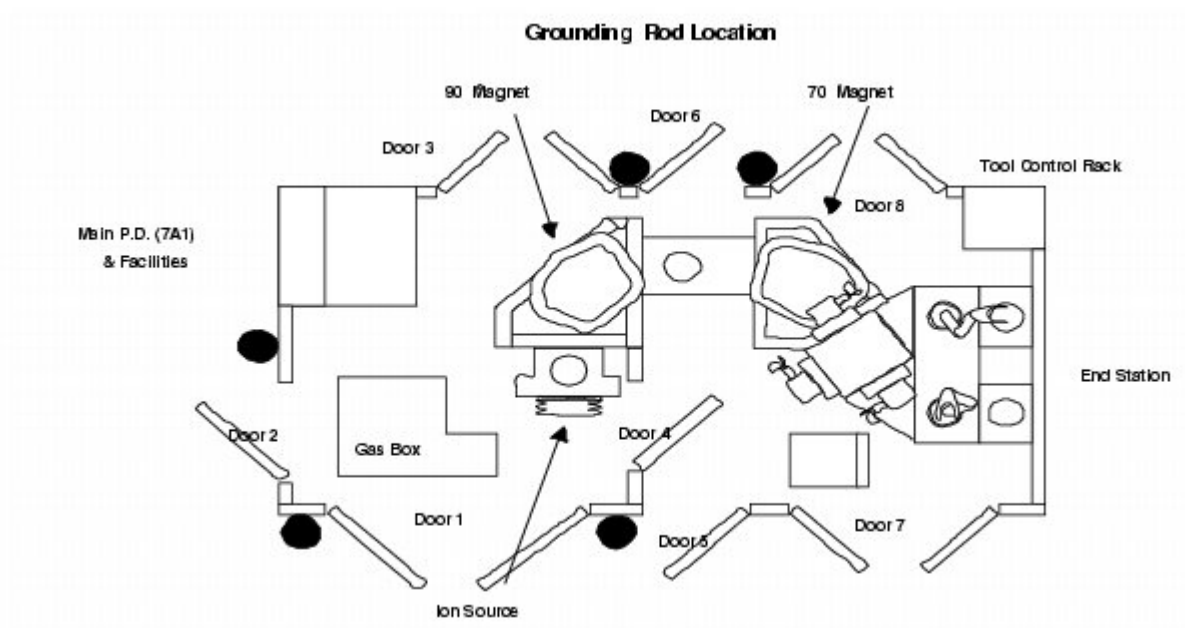 Grounding Rod Location
90 Magnet
70 Magnet
Door 6
Door 3
Tool Control Rack
Door 8
Main P.D. (7A1)
& Facilities
End Station
Door 2
Door 4
Gas Box
Door 1
Door 5
Door 7
Ion Source